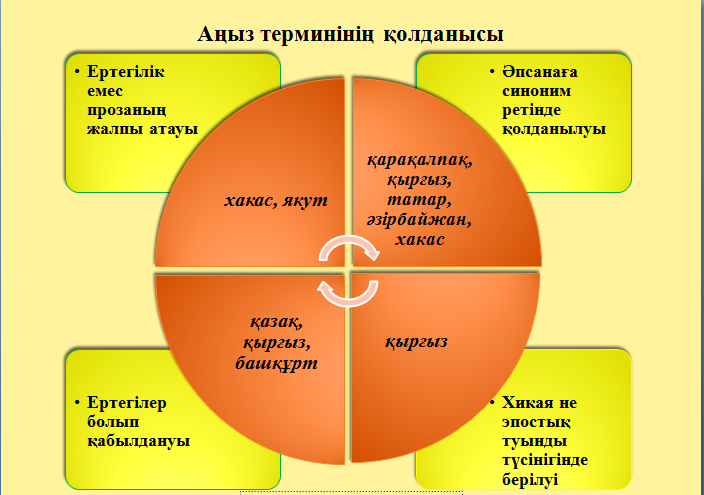 Аңыз терминінің қолданысы
• Ертегілік
емес
прозаның
жалпы атауы
• Әпсанаға
синоним
ретінде
қолданылуы
хакас, якут
қарақалпақ,
қырғыз,
татар,
әзірбайжан,
хакас
қазақ,
қырғыз,
башқұрт
қырғыз
• Ертегілер
болып
қабылдануы
• Хикая не
эпостық
туынды
түсінігінде
берілуі